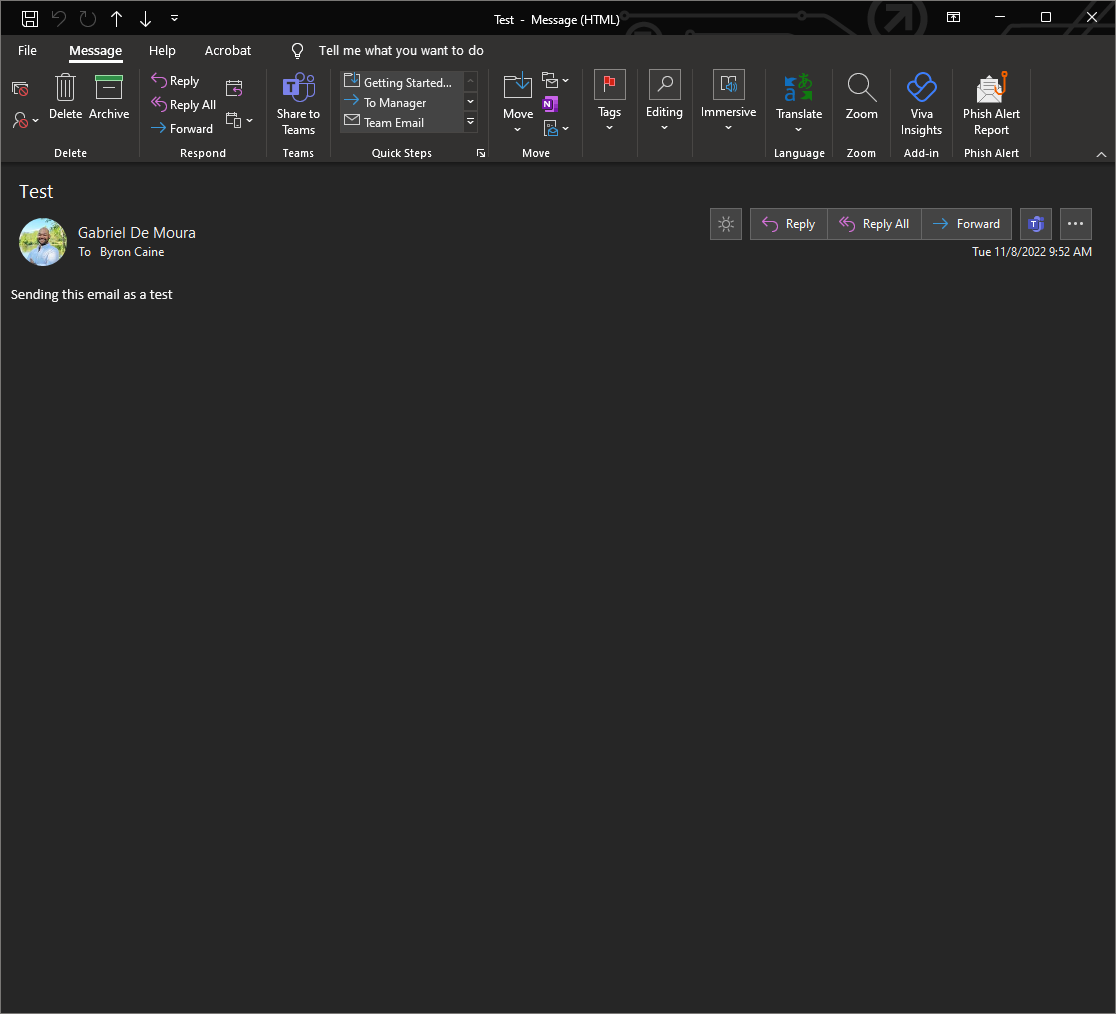 Test - Message (HTML)
File Message Help Acrobat Tell me what you want to do
Delete
Archive
Delete
Reply
Reply All
Forward
Respond
Share to
Teams
Teams
Getting Started...
To Manager
Team Email
Quick Steps
Move
N
Move
Tags
Editing
Immersive
a あ
Translate
Language
Zoom
Zoom
Viva
Insights
Add-in
Phish Alert
Report
Phish Alert
Test
Gabriel De Moura
To Byron Caine
Reply Reply All Forward
Tue 11/8/2022 9:52 AM
Sending this email as a test